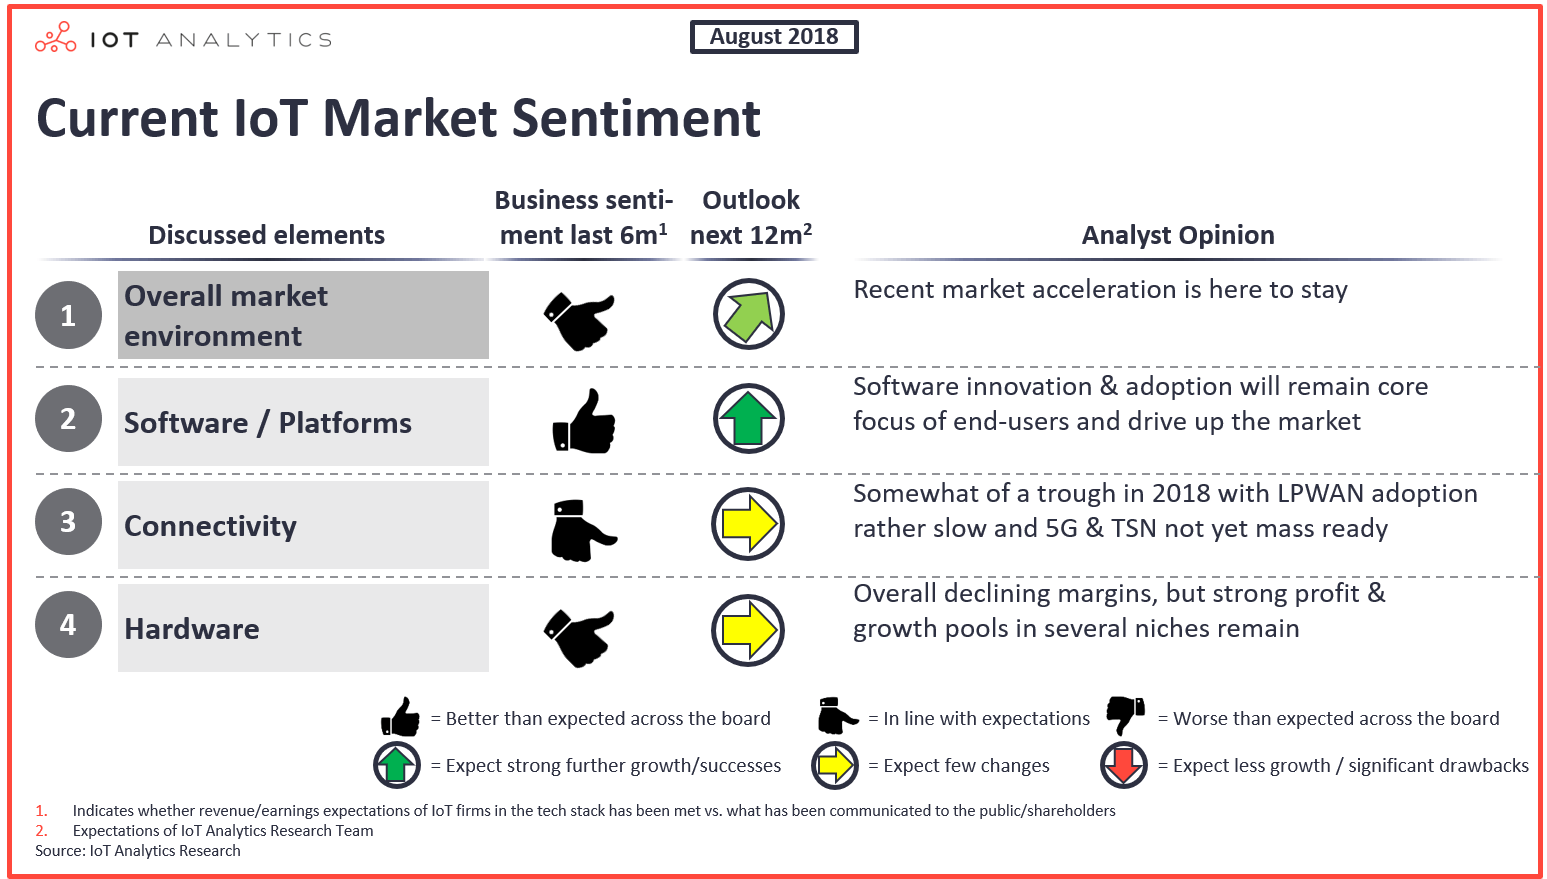 IOT ANALYTICS
August 2018
Current IoT Market Sentiment
Discussed elements
Business senti-
ment last 6m1
Outlook
next 12m2
Analyst Opinion
1
Overall market
environment
Recent market acceleration is here to stay
2
Software / Platforms
Software innovation & adoption will remain core
focus of end-users and drive up the market
3
Connectivity
Somewhat of a trough in 2018 with LPWAN adoption
rather slow and 5G & TSN not yet mass ready
4
Hardware
Overall declining margins, but strong profit &
growth pools in several niches remain
= Better than expected across the board
= In line with expectations
= Worse than expected across the board
= Expect strong further growth/successes
= Expect few changes
= Expect less growth / significant drawbacks
1. Indicates whether revenue/earnings expectations of IoT firms in the tech stack has been met vs. what has been communicated to the public/shareholders
2. Expectations of IoT Analytics Research Team
Source: IoT Analytics Research